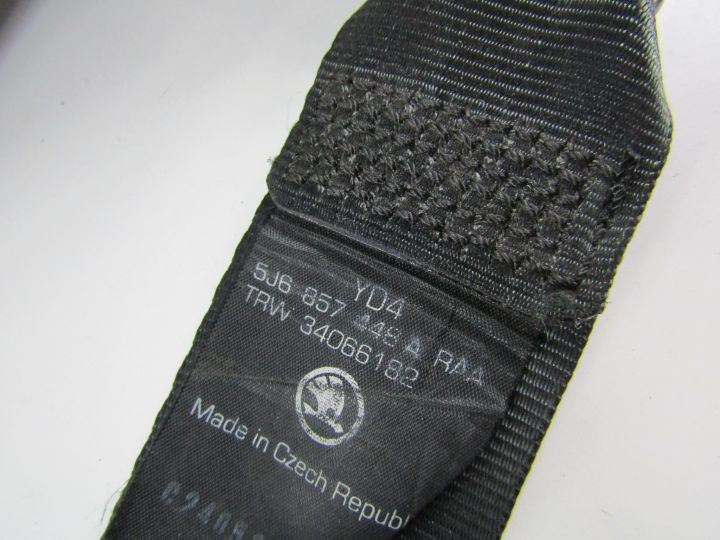 YD4
5J6 857 448 A RAA
TRW 34066182
Made in Czech Republ